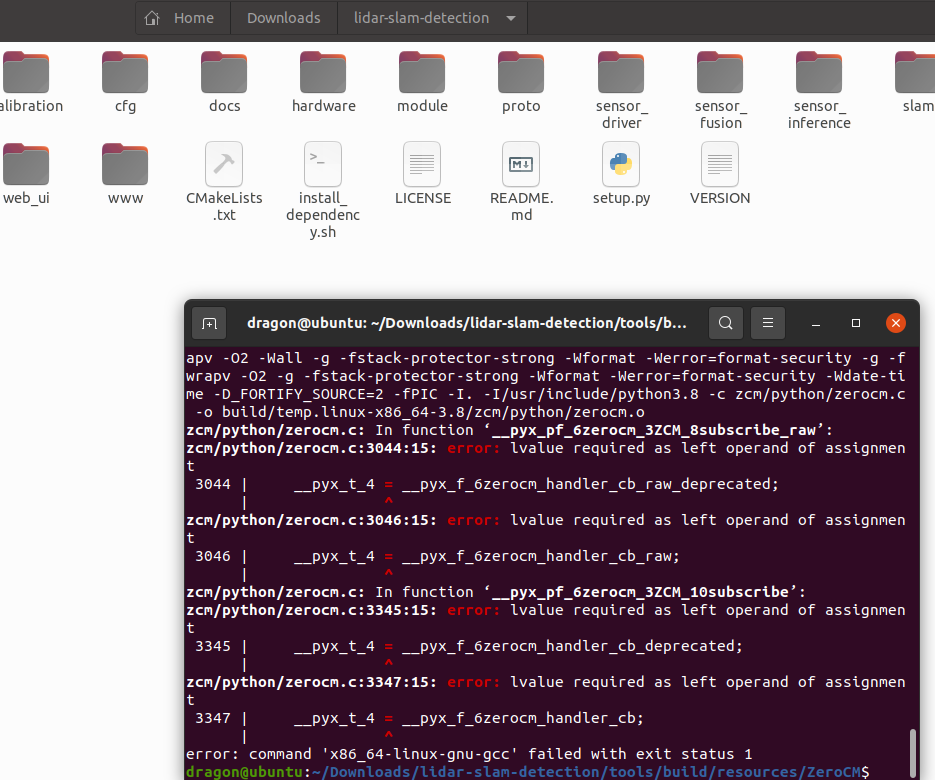 Home Downloads lidar-slam-detection
alibration cfg docs hardware module proto sensor_ sensor_ sensor_ slam
driver fusion inference
web_ui www CMakeLists install_ LICENSE README. setup.py VERSION
.txt dependenc md
y.sh
dragon@ubuntu: ~/Downloads/lidar-slam-detection/tools/b...
apv -O2 -Wall -g -fstack-protector-strong -Wformat -Werror=format-security -g -f
wrapv -O2 -g -fstack-protector-strong -Wformat -Werror=format-security -Wdate-ti
me -D_FORTIFY_SOURCE=2 -fPIC -I. -I/usr/include/python3.8 -c zcm/python/zerocm.c
-o build/temp.linux-x86_64-3.8/zcm/python/zerocm.o
zcm/python/zerocm.c: In function ‘__pyx_pf_6zerocm_3ZCM_8subscribe_raw’:
zcm/python/zerocm.c:3044:15: error: lvalue required as left operand of assignmen
t
3044 | __pyx_t_4 = __pyx_f_6zerocm_handler_cb_raw_deprecated;
| ^
zcm/python/zerocm.c:3046:15: error: lvalue required as left operand of assignmen
t
3046 | __pyx_t_4 = __pyx_f_6zerocm_handler_cb_raw;
| ^
zcm/python/zerocm.c: In function ‘__pyx_pf_6zerocm_3ZCM_10subscribe’:
zcm/python/zerocm.c:3345:15: error: lvalue required as left operand of assignmen
t
3345 | __pyx_t_4 = __pyx_f_6zerocm_handler_cb_deprecated;
| ^
zcm/python/zerocm.c:3347:15: error: lvalue required as left operand of assignmen
t
3347 | __pyx_t_4 = __pyx_f_6zerocm_handler_cb;
| ^
error: command 'x86_64-linux-gnu-gcc' failed with exit status 1
dragon@ubuntu:~/Downloads/lidar-slam-detection/tools/build/resources/ZeroCM$